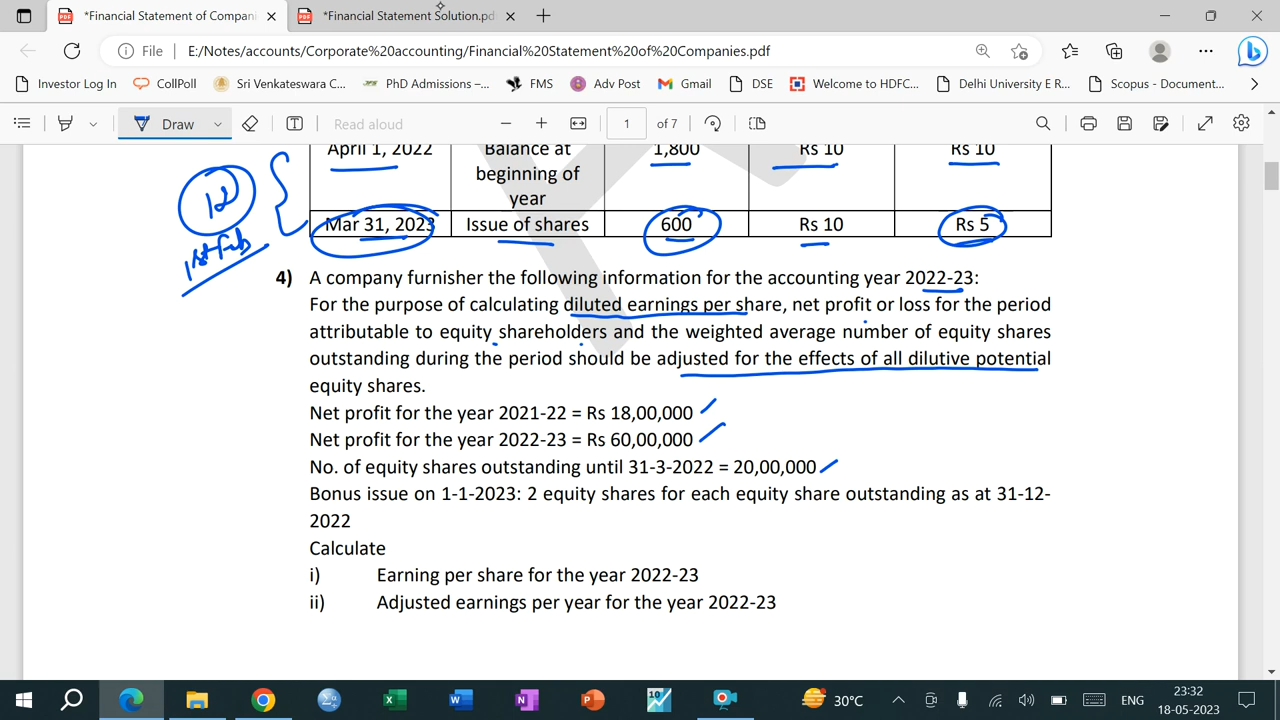 *Financial Statement of Compani
*Financial Statement Solution.pdf
File
E:/Notes/accounts/Corporate%20accounting/Financial%20Statement%20of%20Companies.pdf
Investor Log In
CollPoll
Sri Venkateswara C...
PhD Admissions –...
FMS
Adv Post
Gmail
DSE
Welcome to HDFC...
Delhi University E R...
Scopus - Document...
Draw
Read aloud
1
of 7
April 1, 2022 Balance at 1,800 Rs 10 Rs 10
beginning of
year
Mar 31, 2023 Issue of shares 600 Rs 10 Rs 5
12
1st Feb
4) A company furnisher the following information for the accounting year 2022-23:
For the purpose of calculating diluted earnings per share, net profit or loss for the period
attributable to equity shareholders and the weighted average number of equity shares
outstanding during the period should be adjusted for the effects of all dilutive potential
equity shares.
Net profit for the year 2021-22 = Rs 18,00,000
Net profit for the year 2022-23 = Rs 60,00,000
No. of equity shares outstanding until 31-3-2022 = 20,00,000
Bonus issue on 1-1-2023: 2 equity shares for each equity share outstanding as at 31-12-
2022
Calculate
i) Earning per share for the year 2022-23
ii) Adjusted earnings per year for the year 2022-23
10
30°C
ENG
23:32
18-05-2023